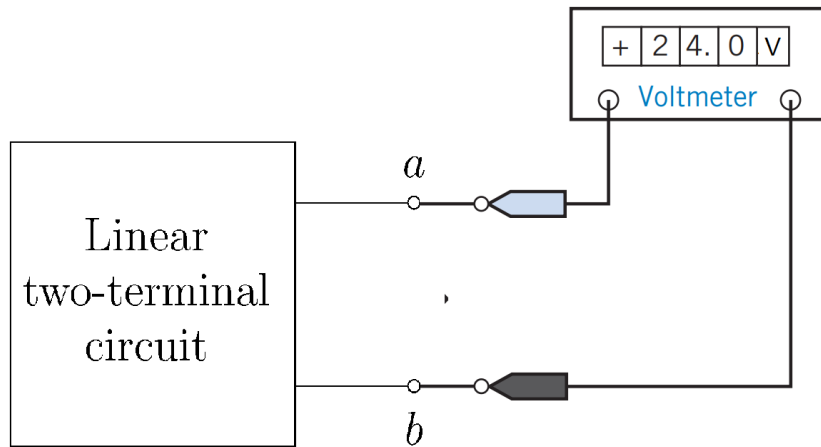 + 2 4. 0 V
Voltmeter
a
Linear
two-terminal
circuit
b